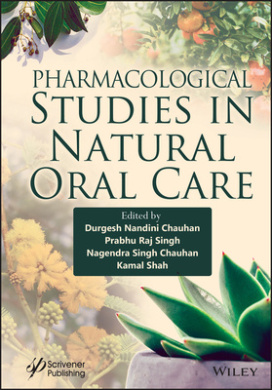 PHARMACOLOGICAL
STUDIES IN
NATURAL
ORAL CARE
Edited by
Durgesh Nandini Chauhan
Prabhu Raj Singh
Nagendra Singh Chauhan
Kamal Shah
Scrivener
Publishing
WILEY